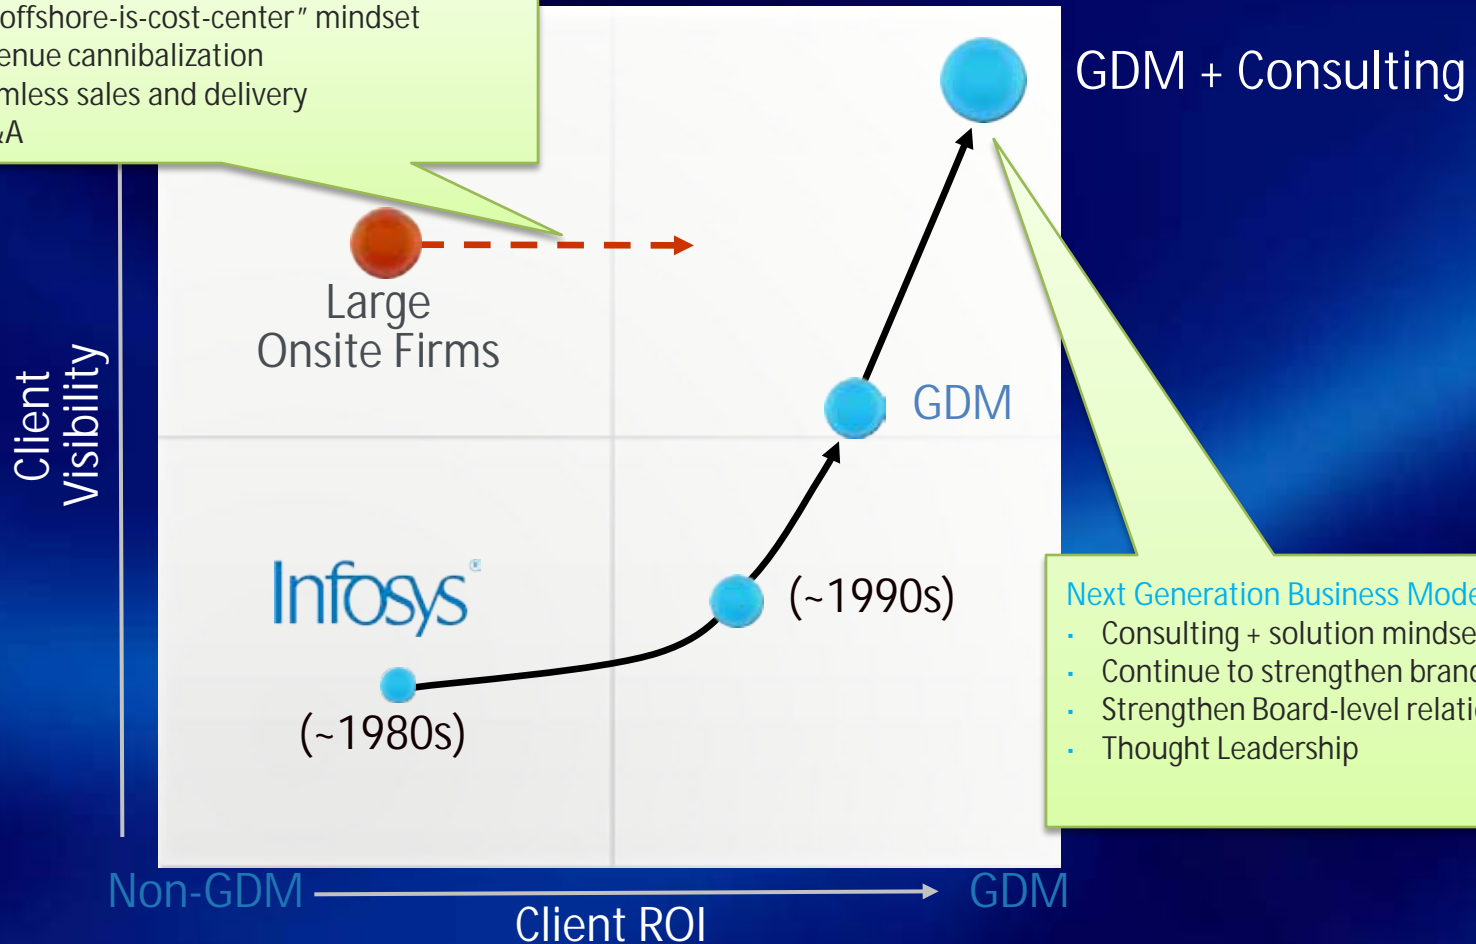 offshore-is-cost-center" mindset
enue cannibalization
mless sales and delivery
&A
GDM + Consulting
Large
Onsite Firms
GDM
Client
Visibility
Infosys®
(~1990s)
(~1980s)
Next Generation Business Mode
· Consulting + solution mindse
· Continue to strengthen brand
· Strengthen Board-level relatio
· Thought Leadership
Non-GDM
GDM
Client ROI